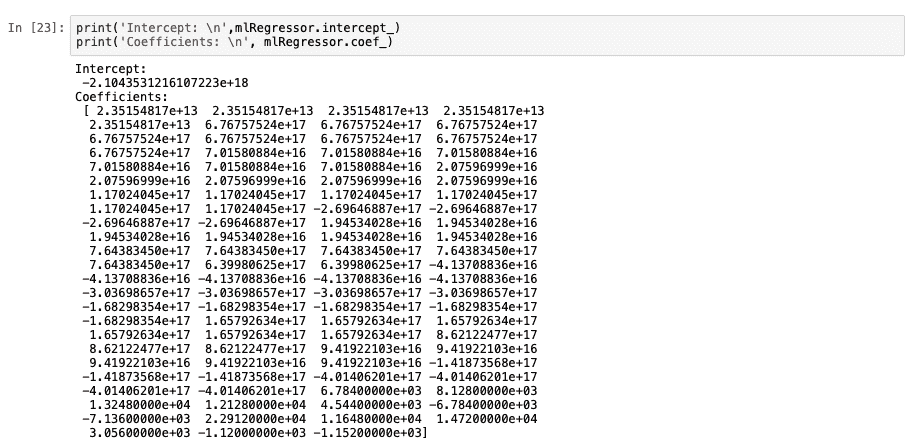 In [23]: print('Intercept: \n',mlRegressor.intercept_)
print('Coefficients: \n', mlRegressor.coef_)
Intercept:
-2.1043531216107223e+18
Coefficients:
[ 2.35154817e+13 2.35154817e+13 2.35154817e+13 2.35154817e+13
2.35154817e+13 6.76757524e+17 6.76757524e+17 6.76757524e+17
6.76757524e+17 6.76757524e+17 6.76757524e+17 6.76757524e+17
6.76757524e+17 7.01580884e+16 7.01580884e+16 7.01580884e+16
7.01580884e+16 7.01580884e+16 7.01580884e+16 2.07596999e+16
2.07596999e+16 2.07596999e+16 2.07596999e+16 2.07596999e+16
1.17024045e+17 1.17024045e+17 1.17024045e+17 1.17024045e+17
1.17024045e+17 1.17024045e+17 -2.69646887e+17 -2.69646887e+17
-2.69646887e+17 -2.69646887e+17 1.94534028e+16 1.94534028e+16
1.94534028e+16 1.94534028e+16 1.94534028e+16 1.94534028e+16
7.64383450e+17 7.64383450e+17 7.64383450e+17 7.64383450e+17
7.64383450e+17 6.39980625e+17 6.39980625e+17 -4.13708836e+16
-4.13708836e+16 -4.13708836e+16 -4.13708836e+16 -4.13708836e+16
-3.03698657e+17 -3.03698657e+17 -3.03698657e+17 -3.03698657e+17
-1.68298354e+17 -1.68298354e+17 -1.68298354e+17 -1.68298354e+17
-1.68298354e+17 1.65792634e+17 1.65792634e+17 1.65792634e+17
1.65792634e+17 1.65792634e+17 1.65792634e+17 8.62122477e+17
8.62122477e+17 8.62122477e+17 9.41922103e+16 9.41922103e+16
9.41922103e+16 9.41922103e+16 9.41922103e+16 -1.41873568e+17
-1.41873568e+17 -1.41873568e+17 -4.01406201e+17 -4.01406201e+17
-4.01406201e+17 -4.01406201e+17 6.78400000e+03 8.12800000e+03
1.32480000e+04 1.21280000e+04 4.54400000e+03 -6.78400000e+03
-7.13600000e+03 2.29120000e+04 1.16480000e+04 1.47200000e+04
3.05600000e+03 -1.12000000e+03 -1.15200000e+03]